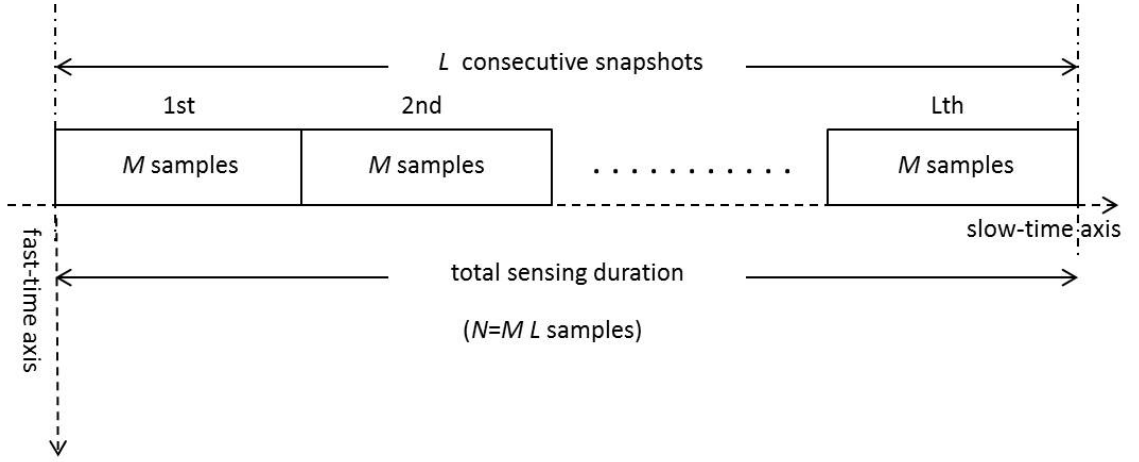 L consecutive snapshots
1st 2nd Lth
M samples M samples . . . . . . . . . . . M samples
slow-time axis
fast-time axis
total sensing duration
(N=M L samples)